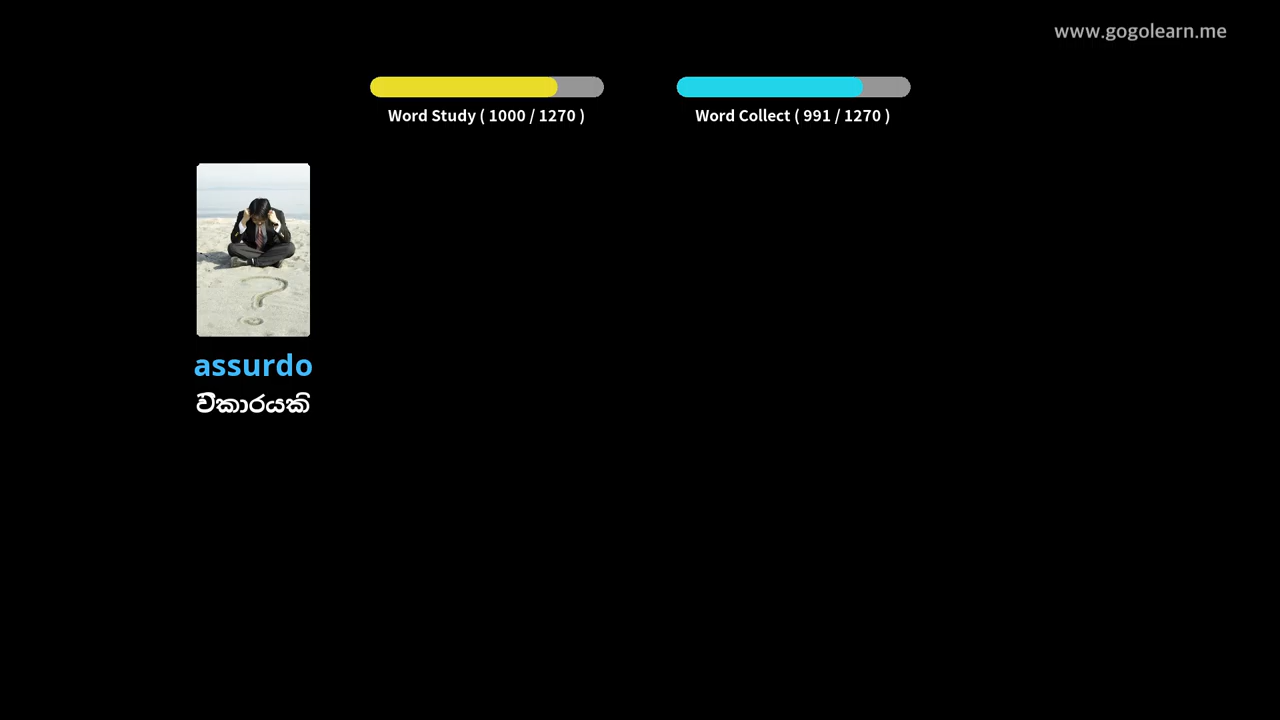 www.gogolearn.me
Word Study ( 1000 / 1270 )
Word Collect ( 991 / 1270 )
?
assurdo
විකාරයකි